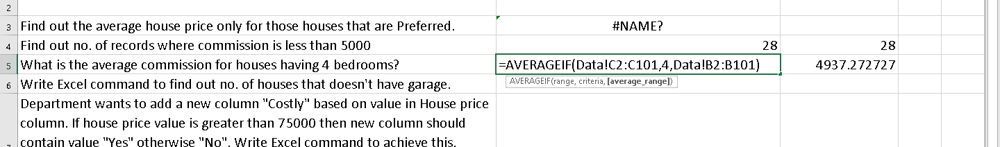 2
3 Find out the average house price only for those houses that are Preferred. #NAME?
4 Find out no. of records where commission is less than 5000 28 28
5 What is the average commission for houses having 4 bedrooms? =AVERAGEIF(Data!C2:C101,4,Data!B2:B101) 4937.272727
AVERAGEIF(range, criteria, [average_range])
6 Write Excel command to find out no. of houses that doesn't have garage.
Department wants to add a new column "Costly" based on value in House price
column. If house price value is greater than 75000 then new column should
7 contain value "Yes" otherwise "No". Write Excel command to achieve this.